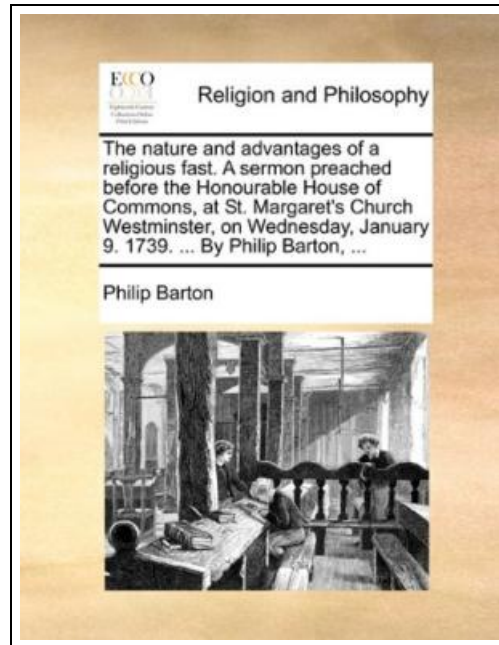 ECCO
Religion and Philosophy
The nature and advantages of a
religious fast. A sermon preached
before the Honourable House of
Commons, at St. Margaret's Church
Westminster, on Wednesday, January
9. 1739. ... By Philip Barton, ...
Philip Barton